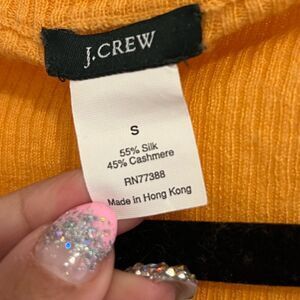 J.CREW
S
55% Silk
45% Cashmere
RN77388
Made in Hong Kong